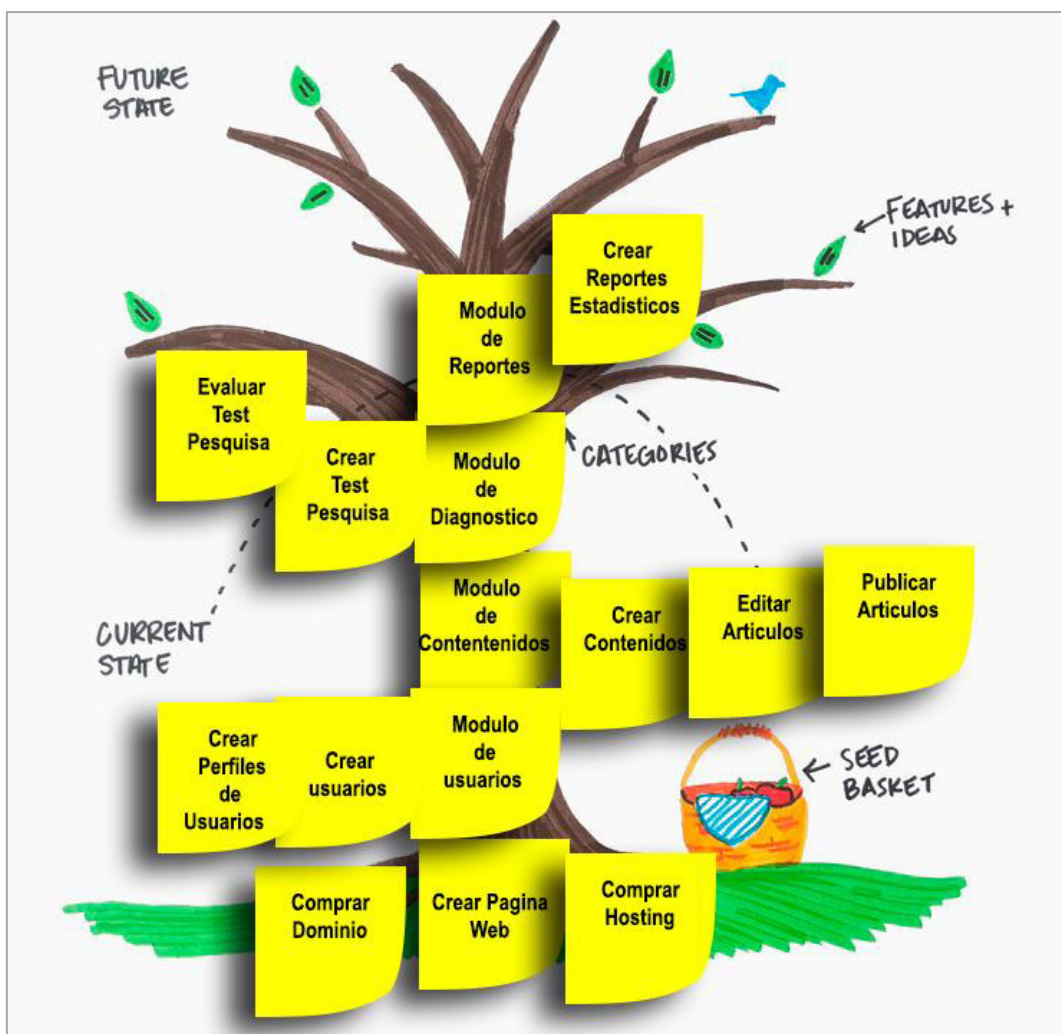 FUTURE
STATE
FEATURES +
IDEAS
Crear
Reportes
Estadisticos
Modulo
de
Reportes
Evaluar
Test
Pesquisa
Crear
Test
Pesquisa
Modulo
de
Diagnostico
CATEGORIES
Modulo
de
Contentenidos
Crear
Contenidos
Editar
Articulos
Publicar
Articulos
CURRENT
STATE
Crear
Perfiles
de
Usuarios
Crear
usuarios
Modulo
de
usuarios
SEED
BASKET
Comprar
Dominio
Crear Pagina
Web
Comprar
Hosting